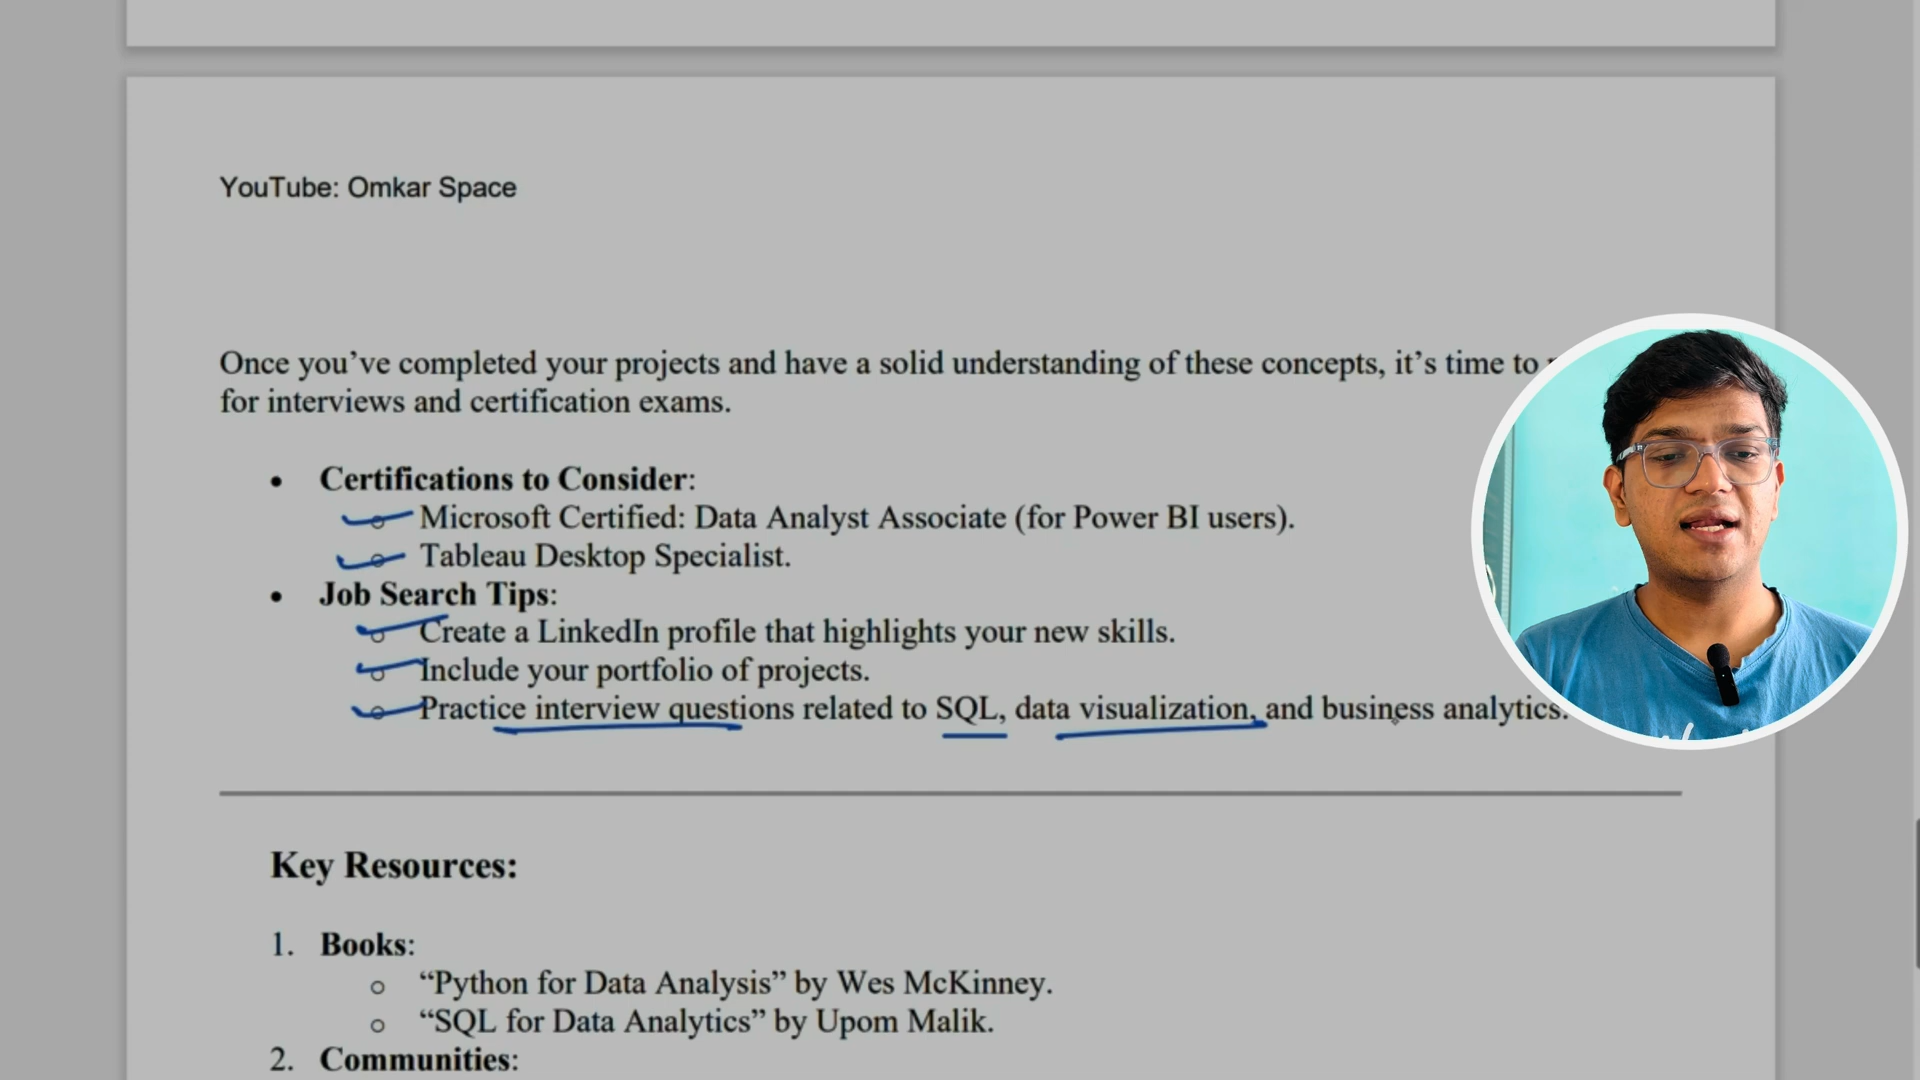 YouTube: Omkar Space
Once you’ve completed your projects and have a solid understanding of these concepts, it’s time to
for interviews and certification exams.
• Certifications to Consider:
o Microsoft Certified: Data Analyst Associate (for Power BI users).
o Tableau Desktop Specialist.
• Job Search Tips:
o Create a LinkedIn profile that highlights your new skills.
o Include your portfolio of projects.
o Practice interview questions related to SQL, data visualization, and business analytics.
Key Resources:
1. Books:
o “Python for Data Analysis” by Wes McKinney.
o “SQL for Data Analytics” by Upom Malik.
2. Communities: